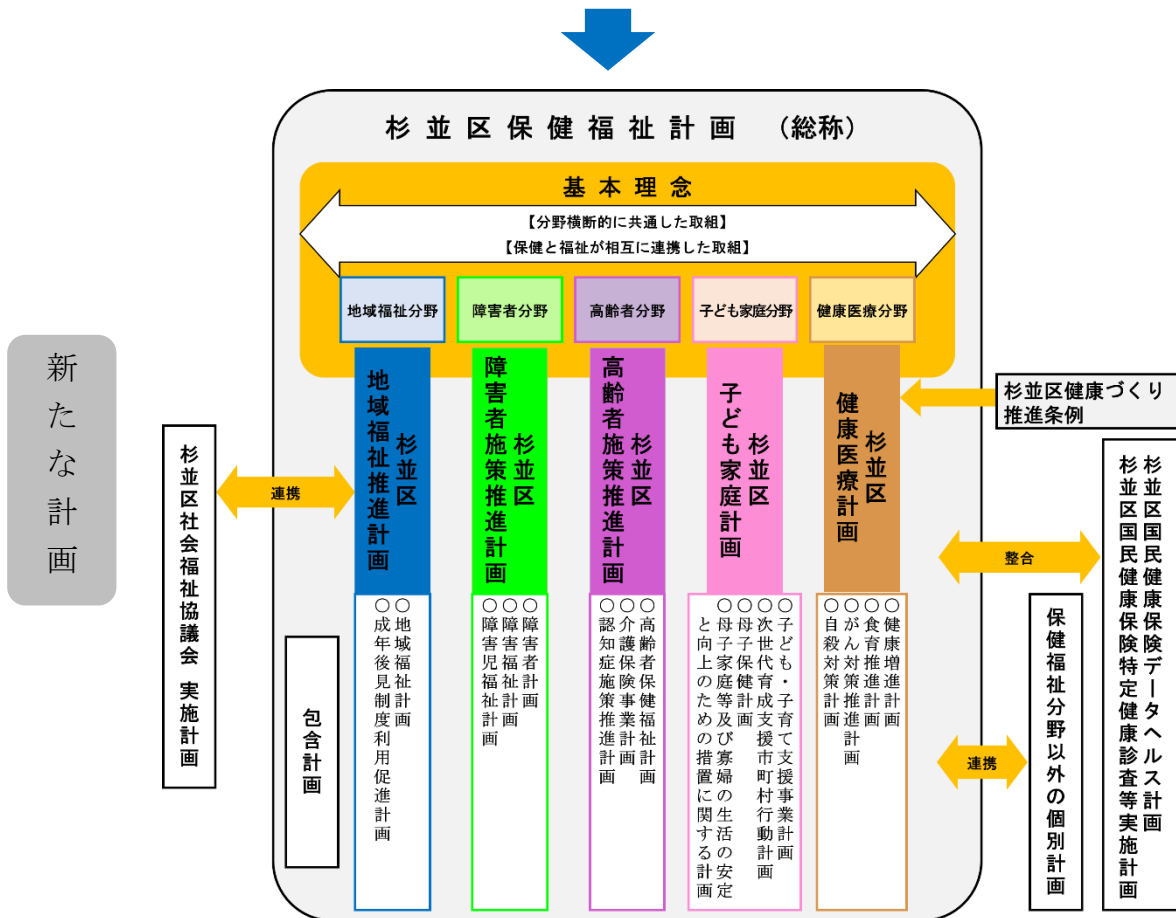 杉並区保健福祉計画　（総称）
基本理念
【分野横断的に共通した取組】
【保健と福祉が相互に連携した取組】
地域福祉分野
障害者分野
高齢者分野
子ども家庭分野
健康医療分野
杉並区
地域福祉推進計画
杉並区
障害者施策推進計画
杉並区
高齢者施策推進計画
杉並区
子ども家庭計画
杉並区
健康医療計画
杉並区健康づくり
推進条例
新たな計画
杉並区社会福祉協議会 実施計画
連携
包含計画
○地域福祉計画
○成年後見制度利用促進計画
○障害者計画
○障害福祉計画
○障害児福祉計画
○高齢者保健福祉計画
○介護保険事業計画
○認知症施策推進計画
○子ども・子育て支援事業計画
○次世代育成支援市町村行動計画
○母子保健計画
○母子家庭等及び寡婦の生活の安定
と向上のための措置に関する計画
○健康増進計画
○食育推進計画
○がん対策推進計画
○自殺対策計画
整合
連携
保健福祉分野以外の個別計画
杉並区国民健康保険データヘルス計画
杉並区国民健康保険特定健康診査等実施計画